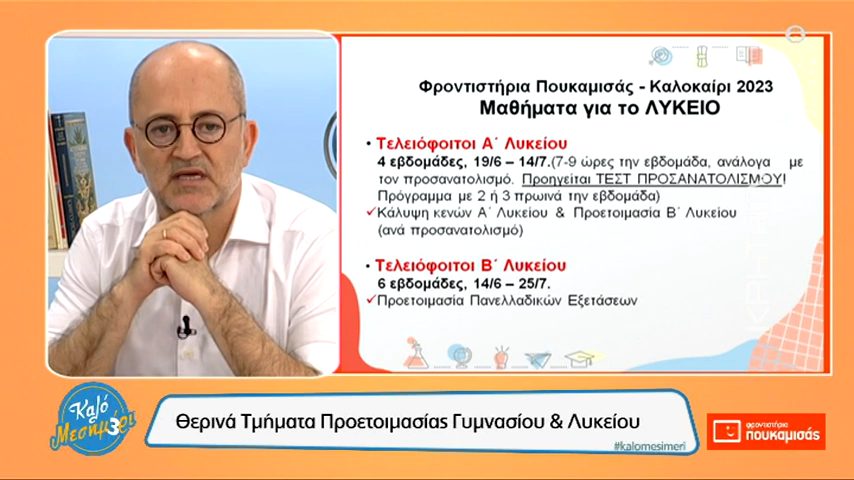 Φροντιστήρια Πουκαμισάς - Καλοκαίρι 2023
Μαθήματα για το ΛΥΚΕΙΟ
• Τελειόφοιτοι Α΄ Λυκείου
4 εβδομάδες, 19/6 – 14/7.(7-9 ώρες την εβδομάδα, ανάλογα με
τον προσανατολισμό. Προηγείται ΤΕΣΤ ΠΡΟΣΑΝΑΤΟΛΙΣΜΟΥ!
Πρόγραμμα με 2 ή 3 πρωινά την εβδομάδα)
✓Κάλυψη κενών Α΄ Λυκείου & Προετοιμασία Β΄ Λυκείου
(ανά προσανατολισμό)
• Τελειόφοιτοι Β΄ Λυκείου
6 εβδομάδες, 14/6 – 25/7.
✓Προετοιμασία Πανελλαδικών Εξετάσεων
Καλό
Μεσημέρι
3
Θερινά Τμήματα Προετοιμασίας Γυμνασίου & Λυκείου
#kalomesimeri
φροντιστήρια
πουκαμισάς